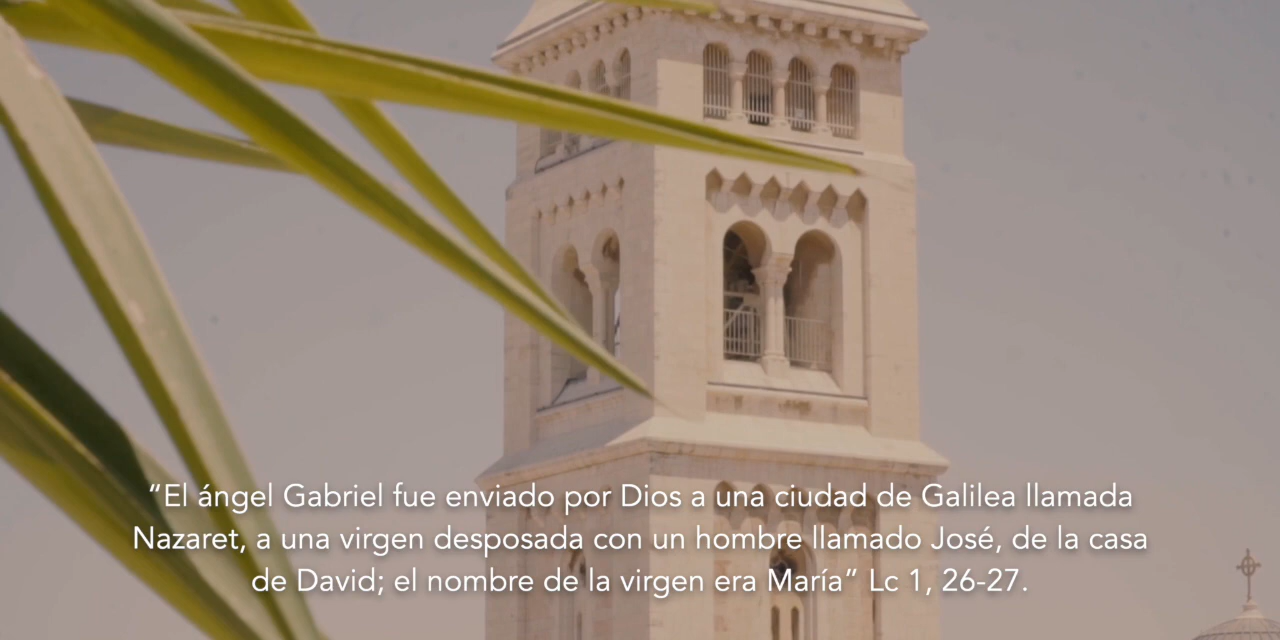 “El ángel Gabriel fue enviado por Dios a una ciudad de Galilea llamada
Nazaret, a una virgen desposada con un hombre llamado José, de la casa
de David; el nombre de la virgen era María” Lc 1, 26-27.